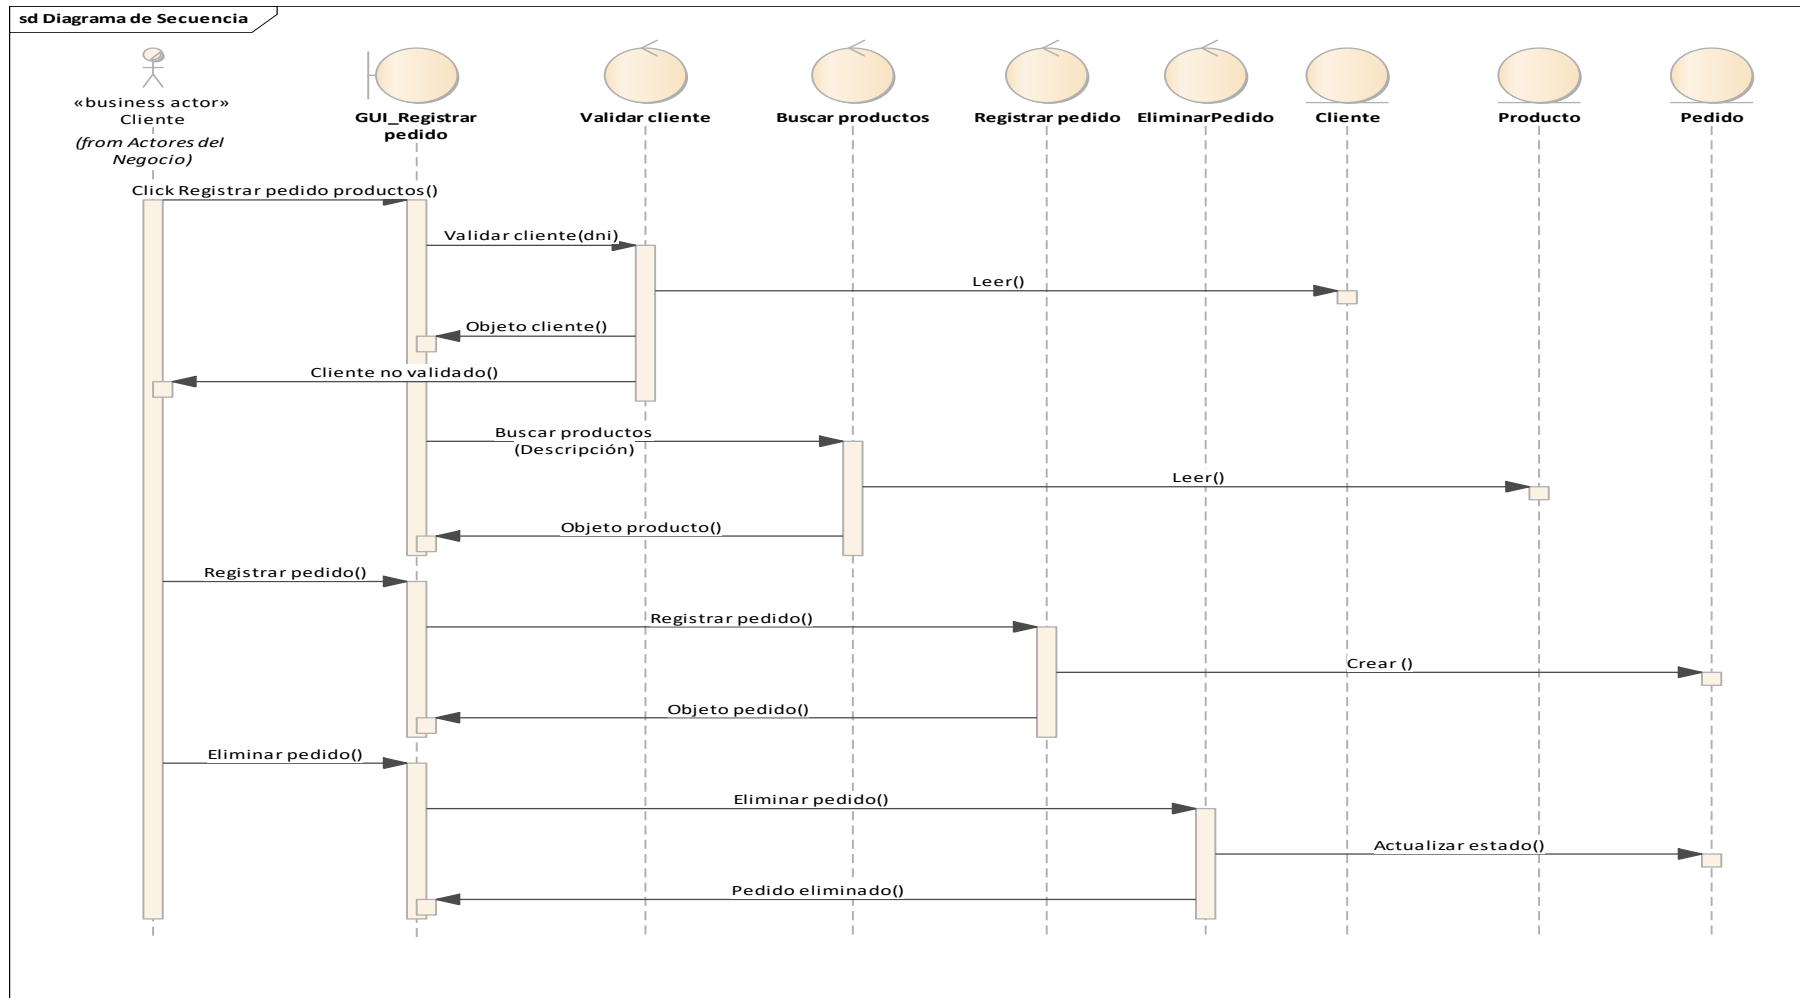 sd Diagrama de Secuencia
«business actor»
Cliente
(from Actores del
Negocio)
GUI_Registrar
pedido
Validar cliente
Buscar productos
Registrar pedido
EliminarPedido
Cliente
Producto
Pedido
Click Registrar pedido productos()
Validar cliente(dni)
Leer()
Objeto cliente()
Cliente no validado()
Buscar productos
(Descripción)
Leer()
Objeto producto()
Registrar pedido()
Registrar pedido()
Crear ()
Objeto pedido()
Eliminar pedido()
Eliminar pedido()
Actualizar estado()
Pedido eliminado()